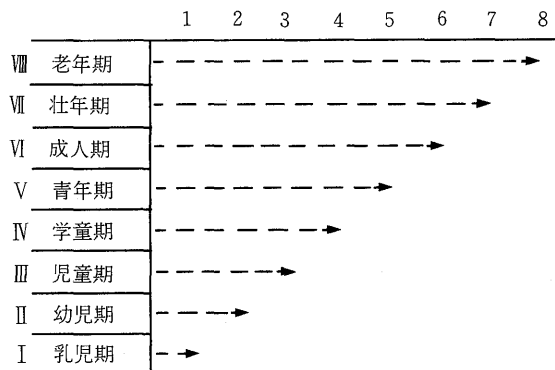 1 2 3 4 5 6 7 8
Ⅷ 老年期
Ⅶ 壮年期
Ⅵ 成人期
Ⅴ 青年期
Ⅳ 学童期
Ⅲ 児童期
Ⅱ 幼児期
Ⅰ 乳児期